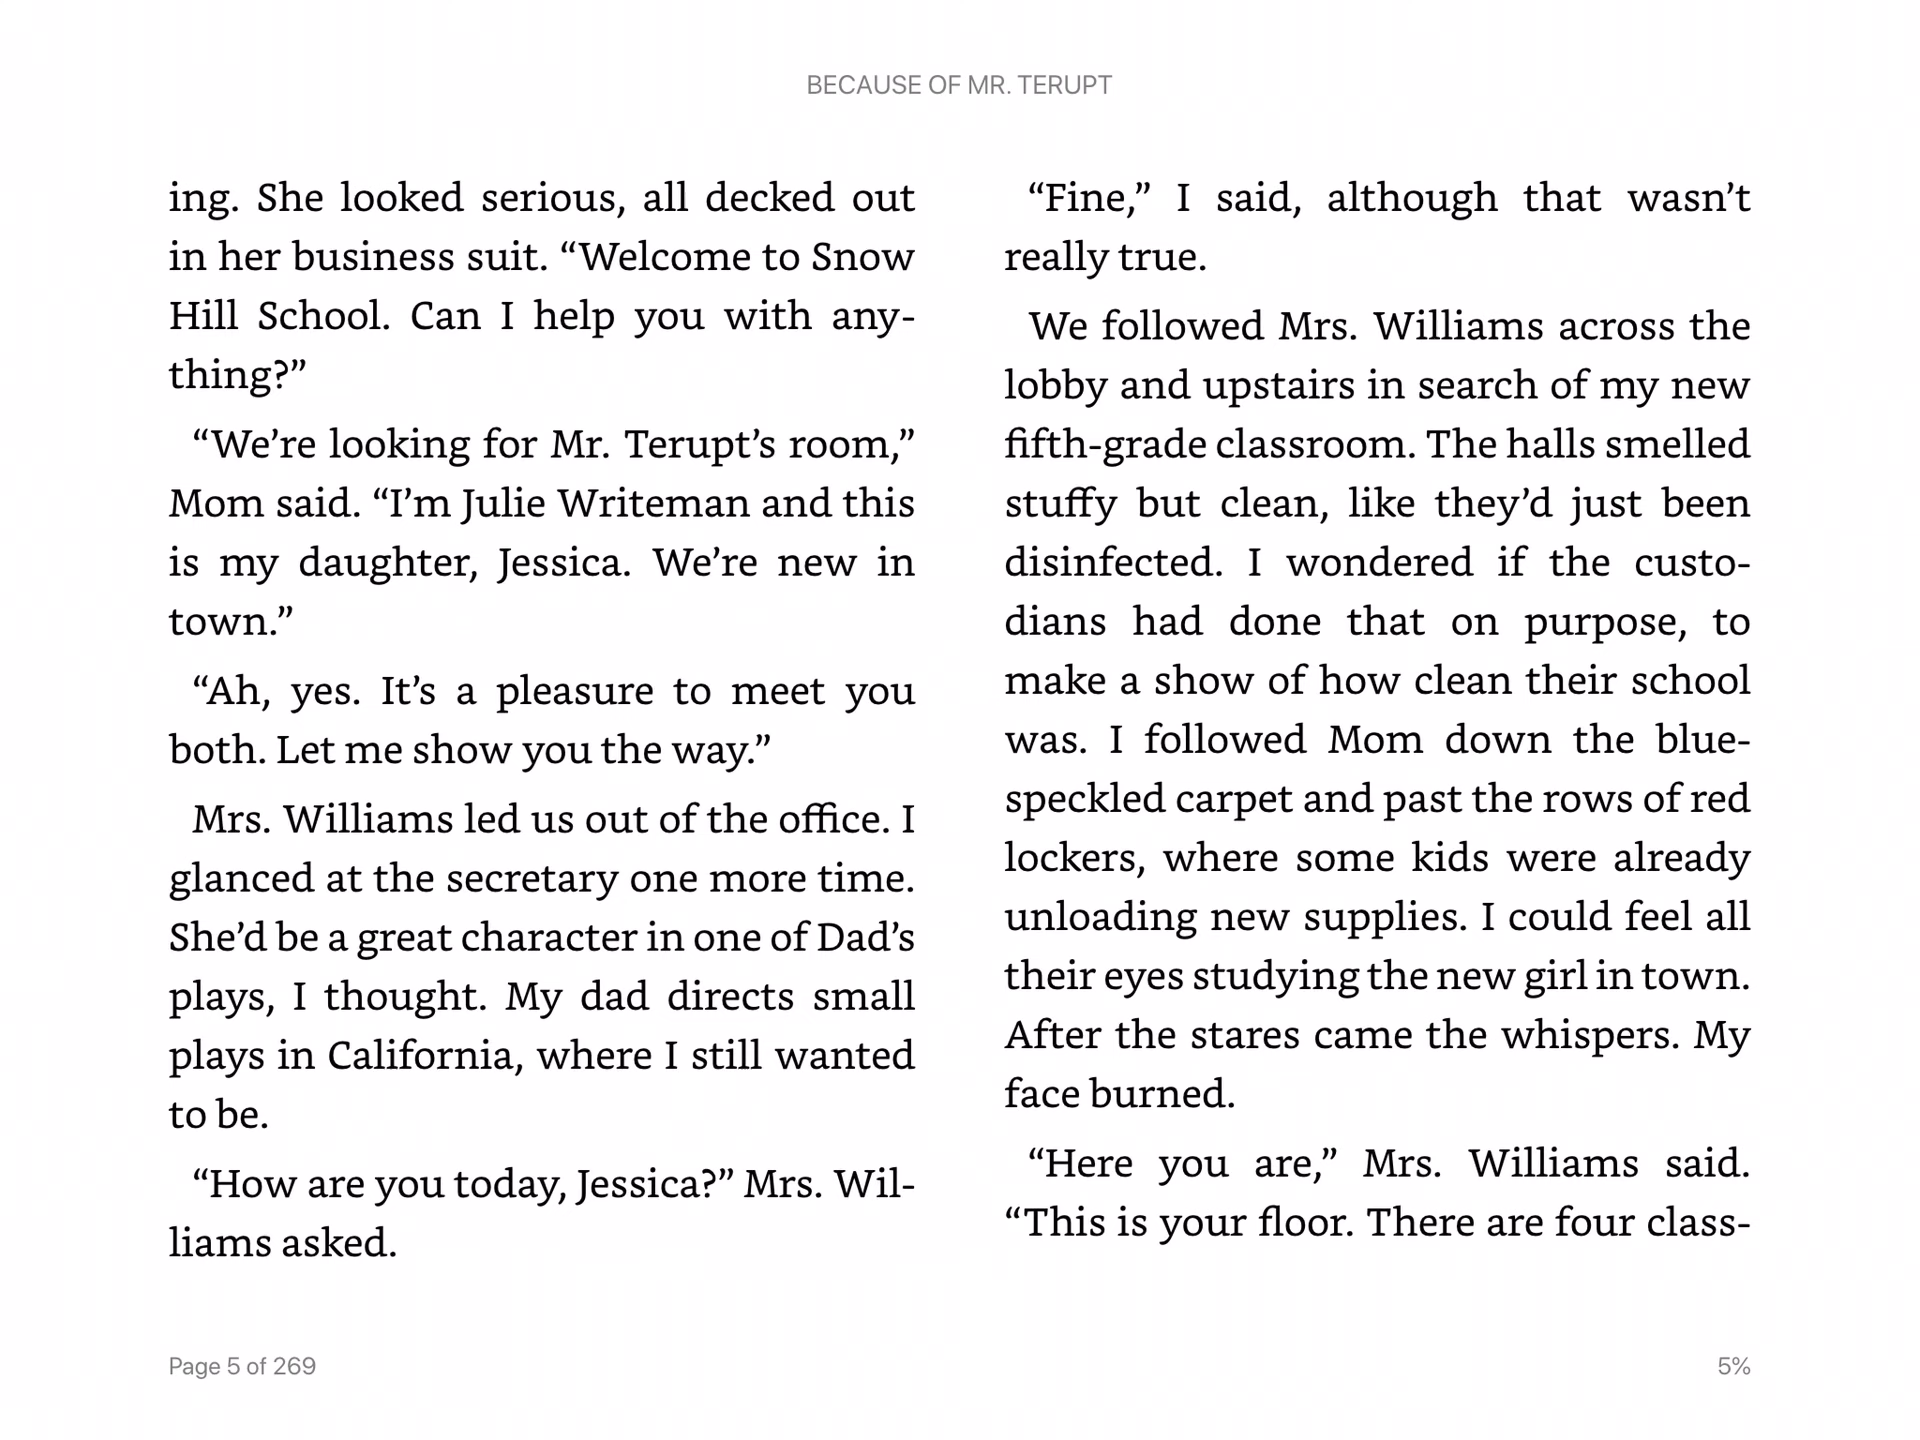 BECAUSE OF MR. TERUPT
ing. She looked serious, all decked out
in her business suit. “Welcome to Snow
Hill School. Can I help you with any-
thing?”
“We’re looking for Mr. Terupt’s room,”
Mom said. “I’m Julie Writeman and this
is my daughter, Jessica. We’re new in
town.”
“Ah, yes. It’s a pleasure to meet you
both. Let me show you the way.”
Mrs. Williams led us out of the office. I
glanced at the secretary one more time.
She’d be a great character in one of Dad’s
plays, I thought. My dad directs small
plays in California, where I still wanted
to be.
“How are you today, Jessica?” Mrs. Wil-
liams asked.
“Fine,” I said, although that wasn’t
really true.
We followed Mrs. Williams across the
lobby and upstairs in search of my new
fifth-grade classroom. The halls smelled
stuffy but clean, like they’d just been
disinfected. I wondered if the custo-
dians had done that on purpose, to
make a show of how clean their school
was. I followed Mom down the blue-
speckled carpet and past the rows of red
lockers, where some kids were already
unloading new supplies. I could feel all
their eyes studying the new girl in town.
After the stares came the whispers. My
face burned.
“Here you are,” Mrs. Williams said.
“This is your floor. There are four class-
Page 5 of 269
5%